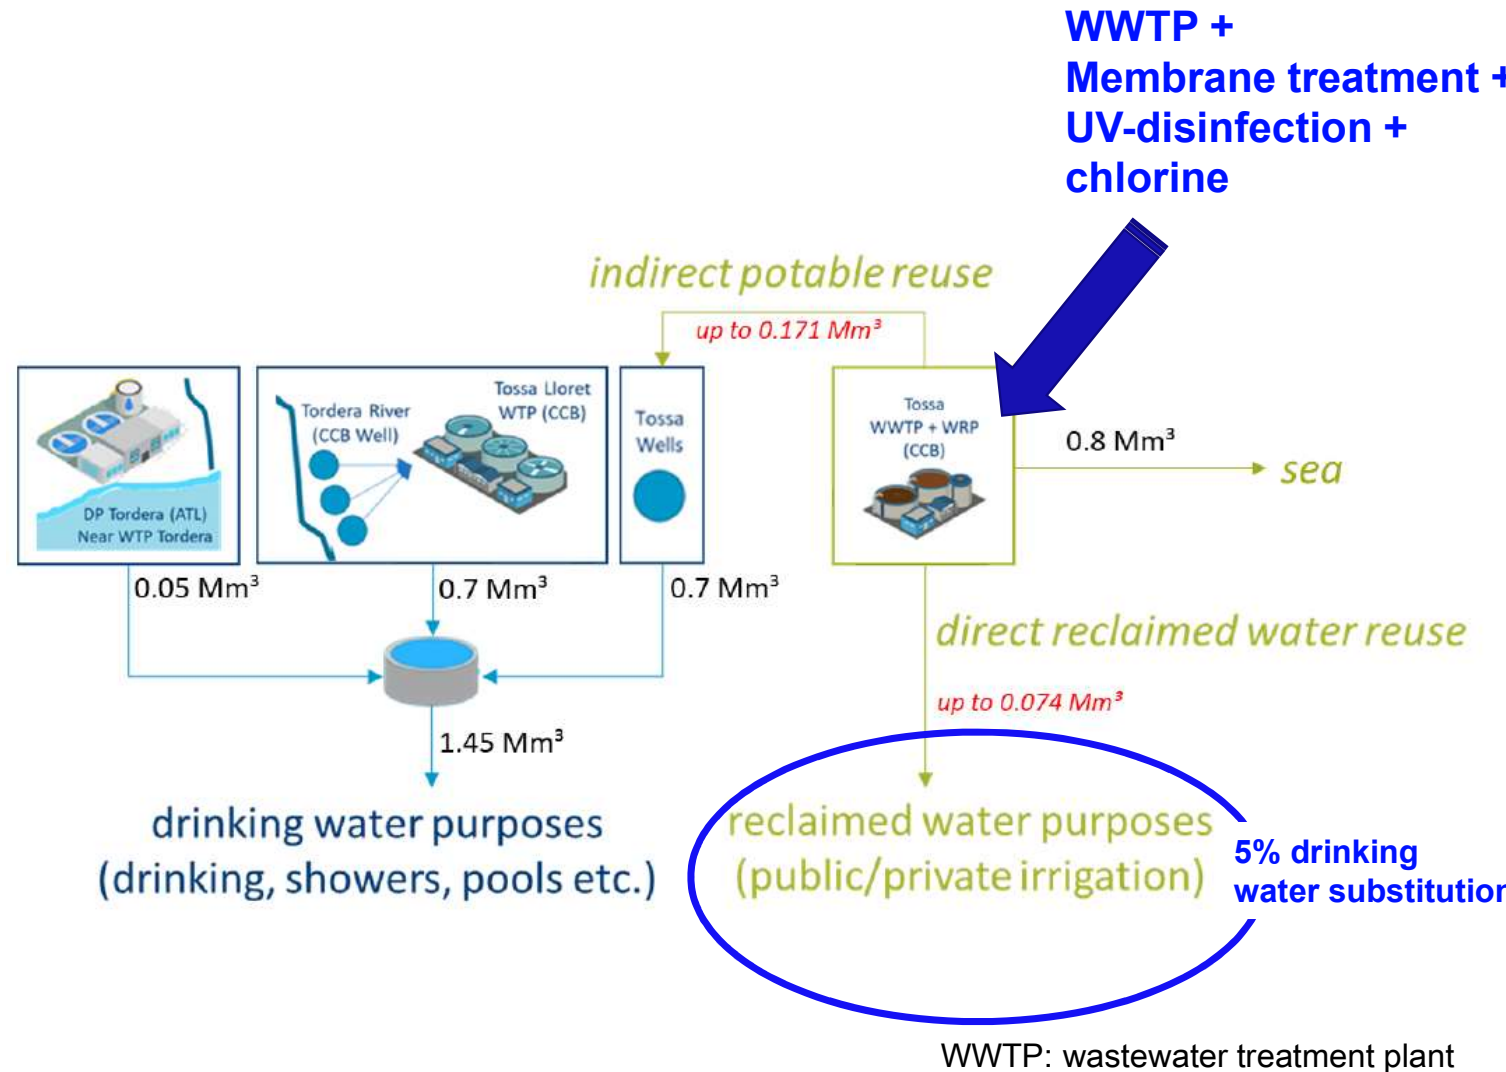 WWTP +
Membrane treatment +
UV-disinfection +
chlorine
indirect potable reuse
up to 0.171 Mm³
DP Tordera (ATL)
Near WTP Tordera
Tordera River
(CCB Well)
Tossa Lloret
WTP (CCB)
Tossa
Wells
Tossa
WWTP + WRP
(CCB)
0.8 Mm³
sea
0.05 Mm³
0.7 Mm³
0.7 Mm³
direct reclaimed water reuse
up to 0.074 Mm³
1.45 Mm³
drinking water purposes
(drinking, showers, pools etc.)
reclaimed water purposes
(public/private irrigation)
5% drinking
water substitution
WWTP: wastewater treatment plant